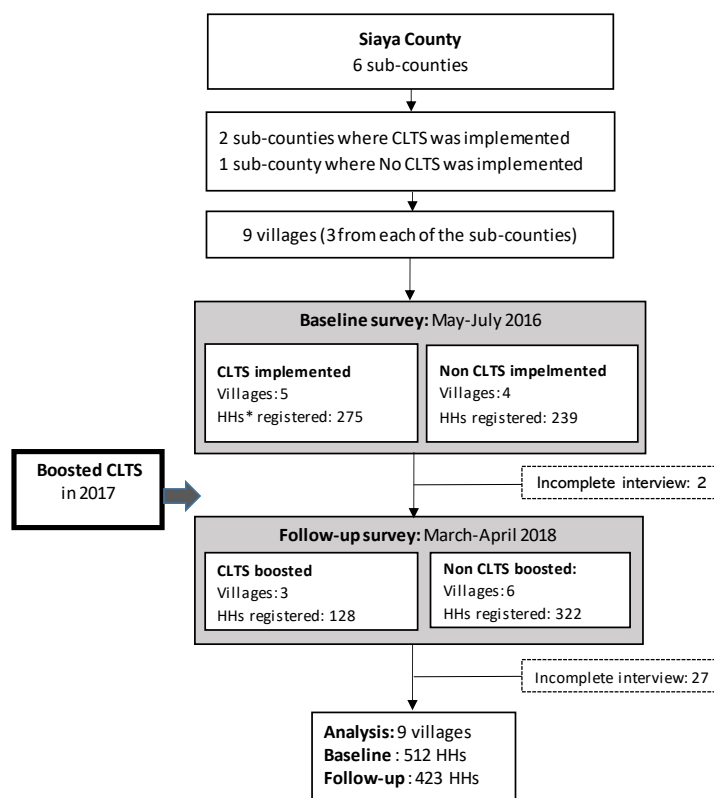 Siaya County
6 sub-counties
2 sub-counties where CLTS was implemented
1 sub-county where No CLTS was implemented
9 villages (3 from each of the sub-counties)
Baseline survey: May-July 2016
CLTS implemented
Villages: 5
HHs* registered: 275
Non CLTS impelmented
Villages: 4
HHs registered: 239
Boosted CLTS
in 2017
Incomplete interview: 2
Follow-up survey: March-April 2018
CLTS boosted
Villages: 3
HHs registered: 128
Non CLTS boosted:
Villages: 6
HHs registered: 322
Incomplete interview: 27
Analysis: 9 villages
Baseline : 512 HHs
Follow-up : 423 HHs